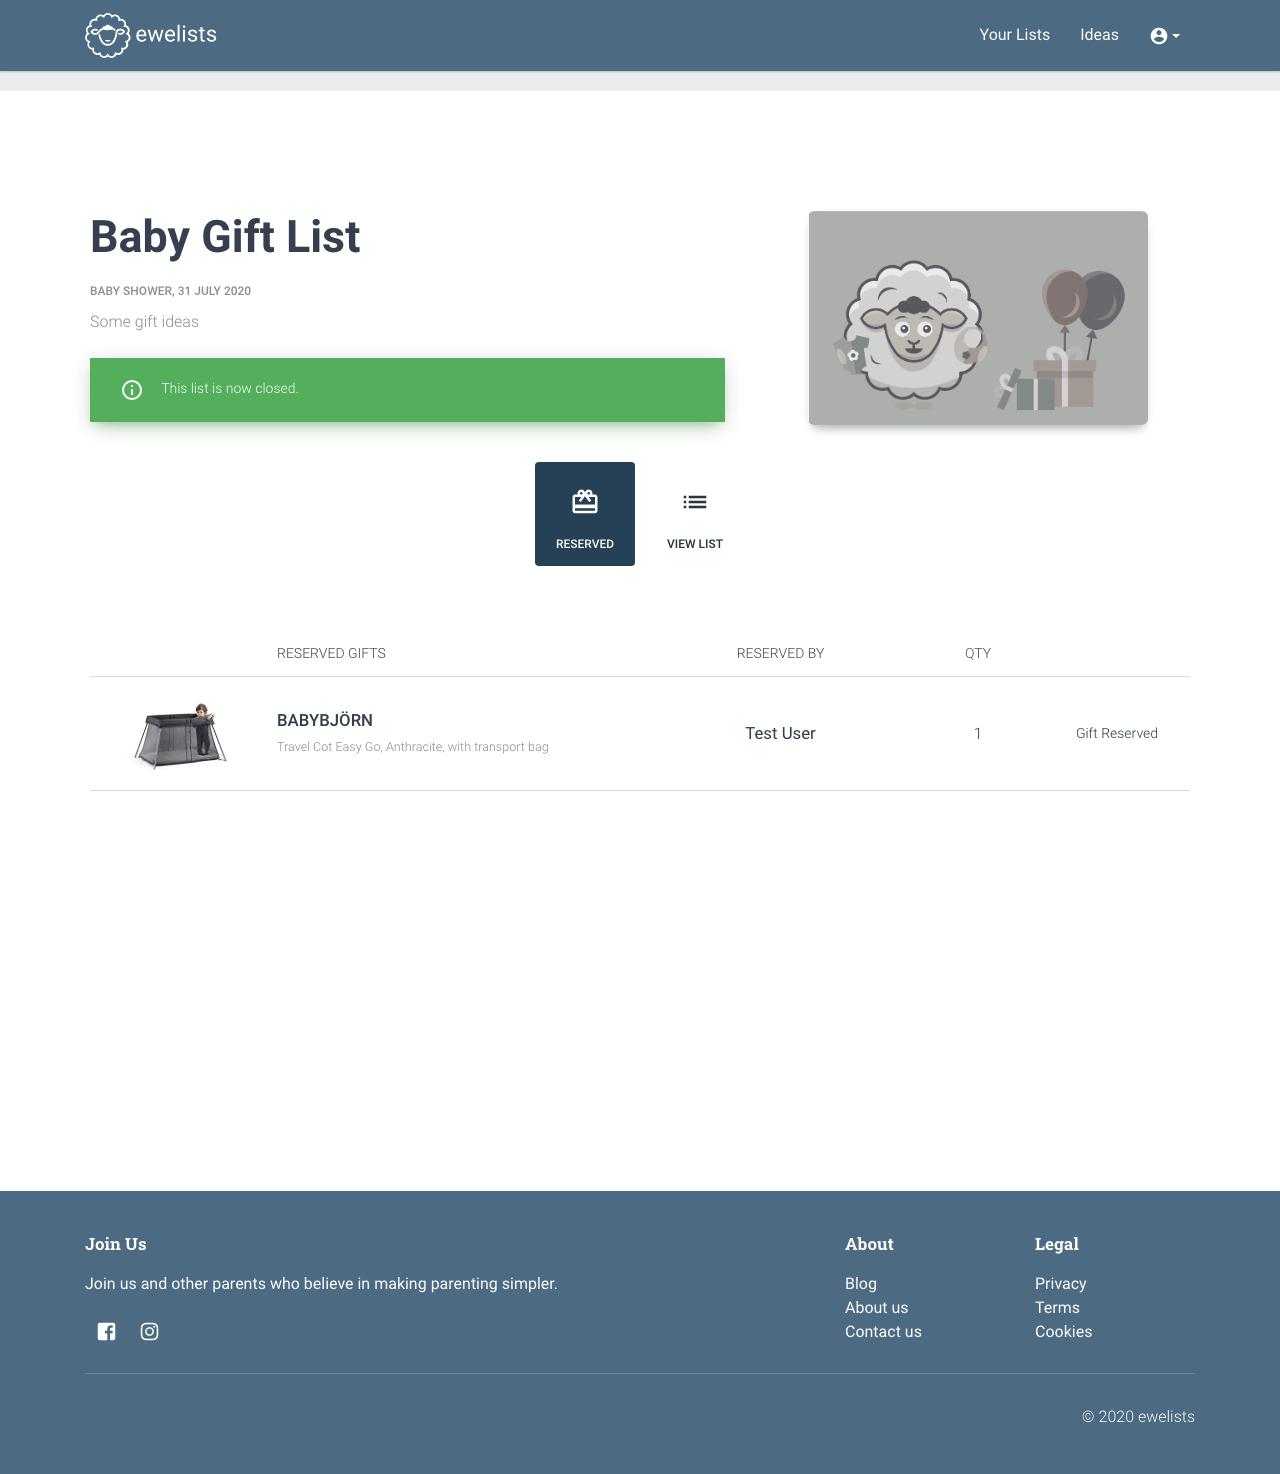 ewelists
Your Lists
Ideas
Baby Gift List
BABY SHOWER, 31 JULY 2020
Some gift ideas
This list is now closed.
RESERVED
VIEW LIST
RESERVED GIFTS
RESERVED BY
QTY
BABYBJÖRN
Travel Cot Easy Go, Anthracite, with transport bag
Test User
1
Gift Reserved
Join Us
Join us and other parents who believe in making parenting simpler.
About
Blog
About us
Contact us
Legal
Privacy
Terms
Cookies
© 2020 ewelists